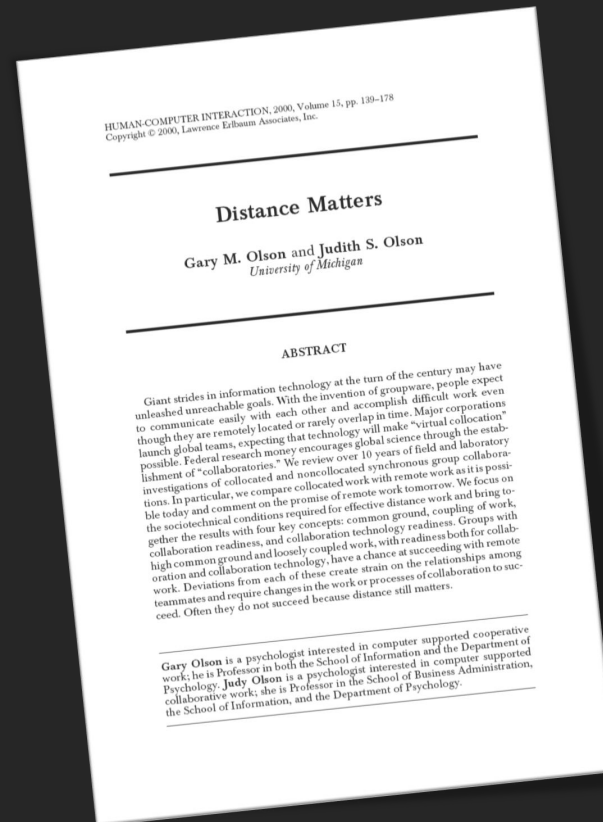 HUMAN-COMPUTER INTERACTION, 2000, Volume 15, pp. 139–178
Copyright © 2000, Lawrence Erlbaum Associates, Inc.
Distance Matters
Gary M. Olson and Judith S. Olson
University of Michigan
ABSTRACT
Giant strides in information technology at the turn of the century may have
unleashed unreachable goals. With the invention of groupware, people expect
to communicate easily with each other and accomplish difficult work even
though they are remotely located or rarely overlap in time. Major corporations
launch global teams, expecting that technology will make “virtual collocation”
possible. Federal research money encourages global science through the estab-
lishment of “collaboratories.” We review over 10 years of field and laboratory
investigations of collocated and noncollocated synchronous group collabora-
tions. In particular, we compare collocated work with remote work as it is possi-
ble today and comment on the promise of remote work tomorrow. We focus on
the sociotechnical conditions required for effective distance work and bring to-
gether the results with four key concepts: common ground, coupling of work,
collaboration readiness, and collaboration technology readiness. Groups with
high common ground and loosely coupled work, with readiness both for collab-
oration and collaboration technology, have a chance at succeeding with remote
work. Deviations from each of these create strain on the relationships among
teammates and require changes in the work or processes of collaboration to suc-
ceed. Often they do not succeed because distance still matters.
Gary Olson is a psychologist interested in computer supported cooperative
work; he is Professor in both the School of Information and the Department of
Psychology. Judy Olson is a psychologist interested in computer supported
collaborative work; she is Professor in the School of Business Administration,
the School of Information, and the Department of Psychology.